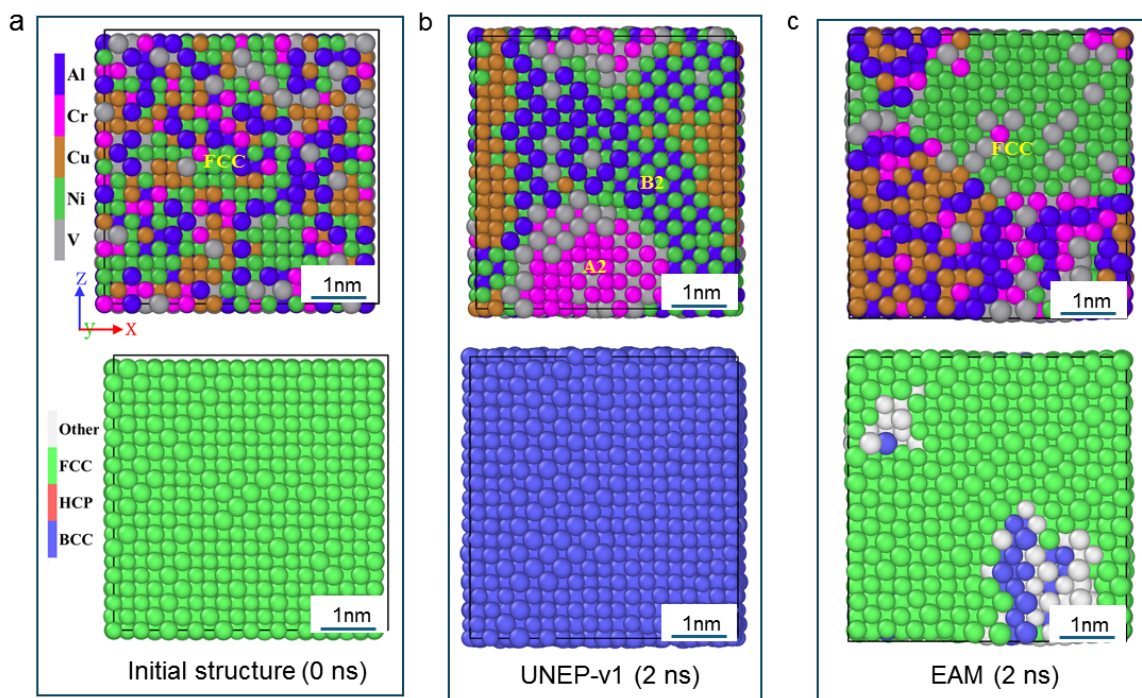 a
Al
Cr
Cu
Ni
V
FCC
Z
y
X
1nm
Other
FCC
HCP
BCC
1nm
Initial structure (0 ns)
b
B2
A2
1nm
1nm
UNEP-v1 (2 ns)
c
FCC
1nm
1nm
EAM (2 ns)